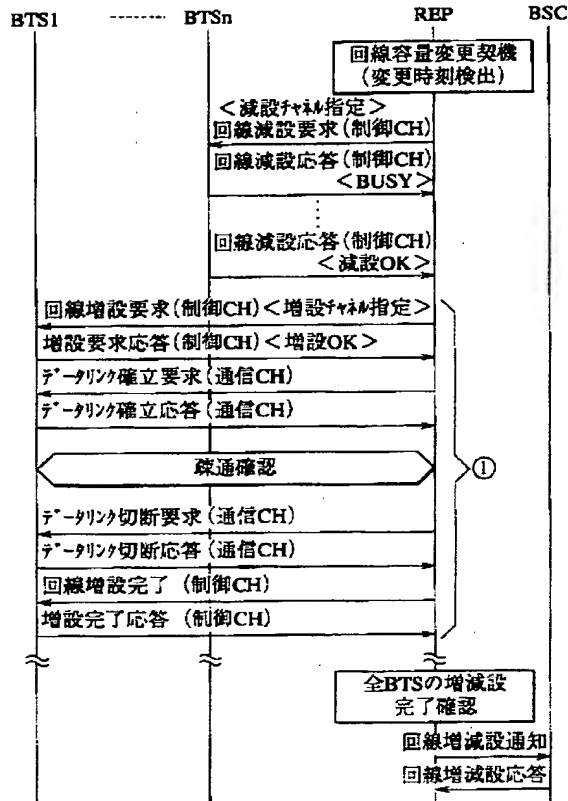 BTS1 -------- BTSn REP BSC
回線容量変更契機
(変更時刻検出)
<減設ﾁｬﾈﾙ指定>
回線減設要求(制御CH)
回線減設応答(制御CH)
<BUSY>
回線減設応答(制御CH)
<減設OK>
回線増設要求(制御CH)<増設ﾁｬﾈﾙ指定>
増設要求応答(制御CH)<増設OK>
ﾃﾞｰﾀﾘﾝｸ確立要求(通信CH)
ﾃﾞｰﾀﾘﾝｸ確立応答(通信CH)
疎通確認
①
ﾃﾞｰﾀﾘﾝｸ切断要求(通信CH)
ﾃﾞｰﾀﾘﾝｸ切断応答(通信CH)
回線増設完了 (制御CH)
増設完了応答 (制御CH)
全BTSの増減設
完了確認
回線増減設通知
回線増減設応答